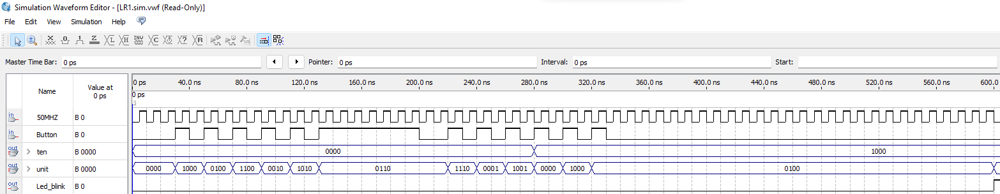 Simulation Waveform Editor - [LR1.sim.vwf (Read-Only)]
File Edit View Simulation Help
Master Time Bar: 0 ps Pointer: 0 ps Interval: 0 ps Start:
Name Value at 0 ps
0 ps 40.0 ns 80.0 ns 120.0 ns 160.0 ns 200.0 ns 240.0 ns 280.0 ns 320.0 ns 360.0 ns 400.0 ns 440.0 ns 480.0 ns 520.0 ns 560.0 ns 600.0
0 ps
in 50MHZ B 0
in Button B 0
out > ten B 0000 0000 1000
out > unit B 0000 0000 1000 0100 1100 0010 1010 0110 1110 0001 1001 0000 1000 0100
out Led_blink B 0